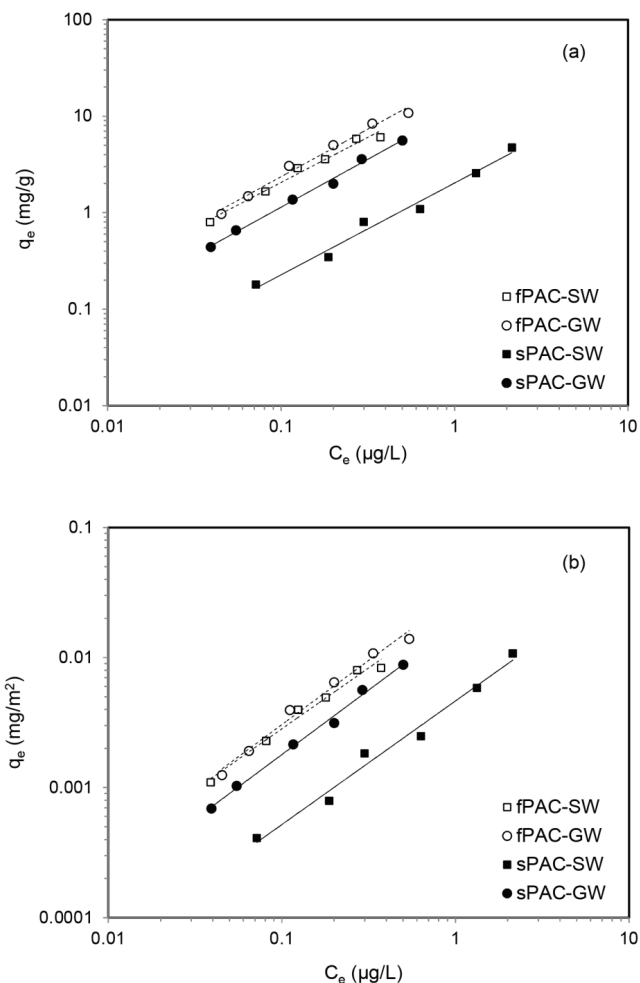 100
(a)
10
qₑ (mg/g)
1
0.1
0.01
0.01
0.1
1
10
Cₑ (µg/L)
fPAC-SW
fPAC-GW
sPAC-SW
sPAC-GW
0.1
(b)
0.01
qₑ (mg/m²)
0.001
0.0001
0.01
0.1
1
10
Cₑ (µg/L)
fPAC-SW
fPAC-GW
sPAC-SW
sPAC-GW